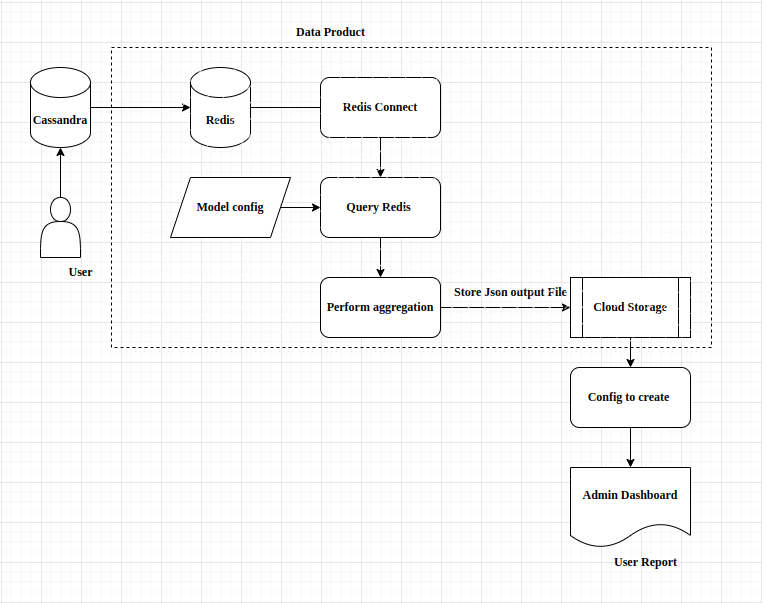 Data Product
Cassandra
Redis
Redis Connect
Model config
Query Redis
User
Perform aggregation
Store Json output File
Cloud Storage
Config to create
Admin Dashboard
User Report